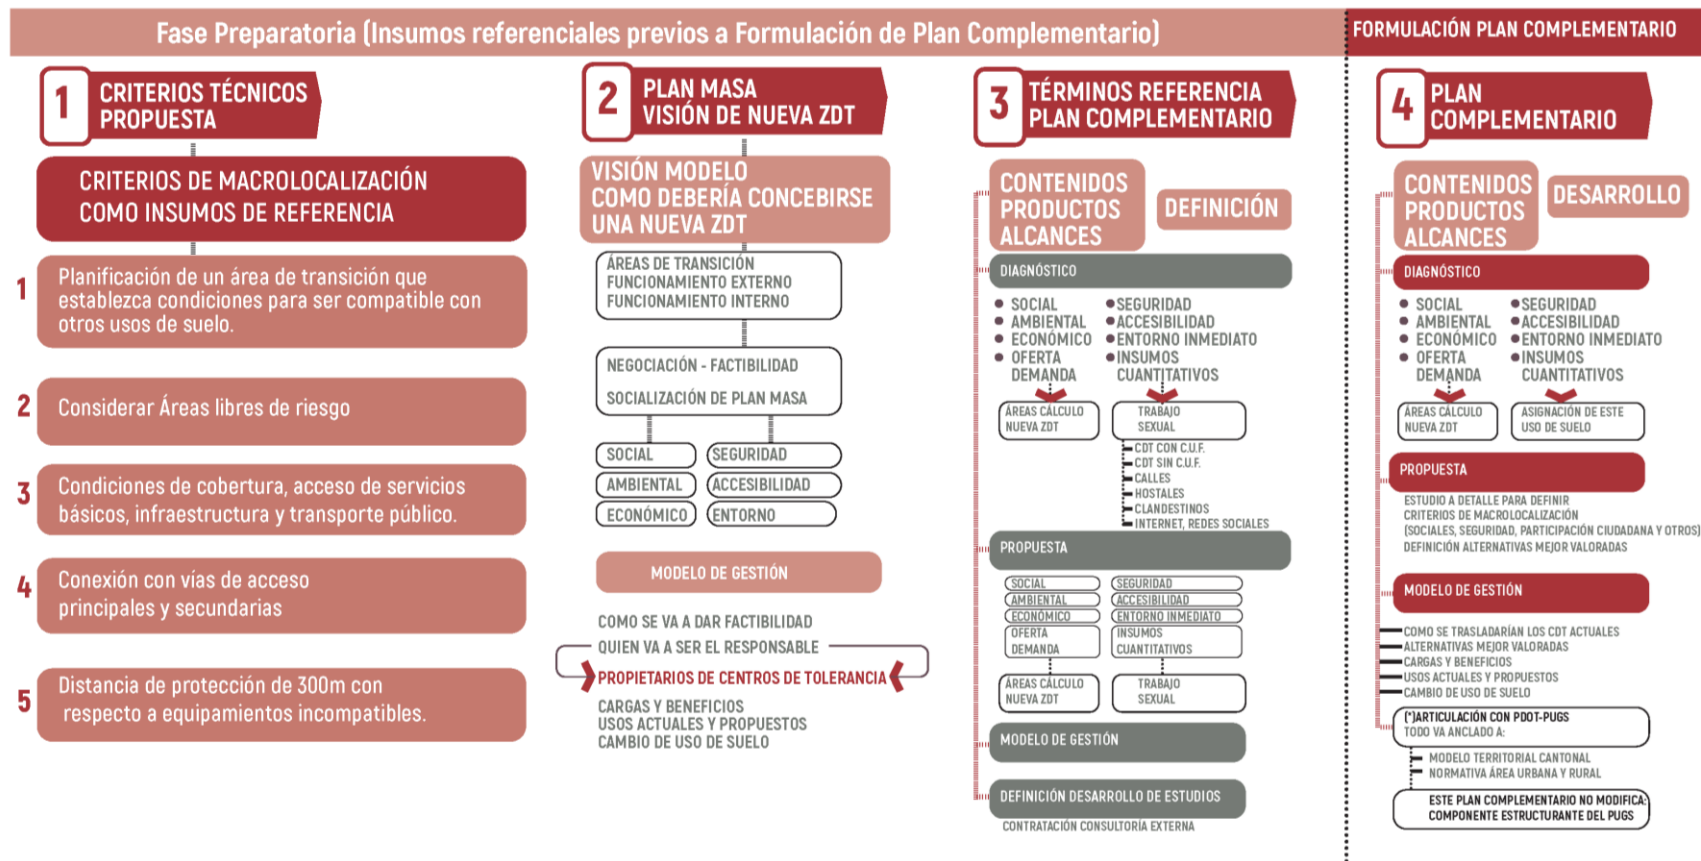 Fase Preparatoria (Insumos referenciales previos a Formulación de Plan Complementario)
FORMULACIÓN PLAN COMPLEMENTARIO
1
CRITERIOS TÉCNICOS
PROPUESTA
CRITERIOS DE MACROLOCALIZACIÓN
COMO INSUMOS DE REFERENCIA
1
Planificación de un área de transición que
establezca condiciones para ser compatible con
otros usos de suelo.
2
Considerar Áreas libres de riesgo
3
Condiciones de cobertura, acceso de servicios
básicos, infraestructura y transporte público.
4
Conexión con vías de acceso
principales y secundarias
5
Distancia de protección de 300m con
respecto a equipamientos incompatibles.
2
PLAN MASA
VISIÓN DE NUEVA ZDT
VISIÓN MODELO
COMO DEBERÍA CONCEBIRSE
UNA NUEVA ZDT
ÁREAS DE TRANSICIÓN
FUNCIONAMIENTO EXTERNO
FUNCIONAMIENTO INTERNO
NEGOCIACIÓN - FACTIBILIDAD
SOCIALIZACIÓN DE PLAN MASA
SOCIAL
SEGURIDAD
AMBIENTAL
ACCESIBILIDAD
ECONÓMICO
ENTORNO
MODELO DE GESTIÓN
COMO SE VA A DAR FACTIBILIDAD
QUIEN VA A SER EL RESPONSABLE
PROPIETARIOS DE CENTROS DE TOLERANCIA
CARGAS Y BENEFICIOS
USOS ACTUALES Y PROPUESTOS
CAMBIO DE USO DE SUELO
3
TÉRMINOS REFERENCIA
PLAN COMPLEMENTARIO
CONTENIDOS
PRODUCTOS
ALCANCES
DEFINICIÓN
DIAGNÓSTICO
SOCIAL
AMBIENTAL
ECONÓMICO
OFERTA
DEMANDA
SEGURIDAD
ACCESIBILIDAD
ENTORNO INMEDIATO
INSUMOS
CUANTITATIVOS
ÁREAS CÁLCULO
NUEVA ZDT
TRABAJO
SEXUAL
CDT CON C.U.F.
CDT SIN C.U.F.
CALLES
HOSTALES
CLANDESTINOS
INTERNET, REDES SOCIALES
PROPUESTA
SOCIAL
AMBIENTAL
ECONÓMICO
OFERTA
DEMANDA
SEGURIDAD
ACCESIBILIDAD
ENTORNO INMEDIATO
INSUMOS
CUANTITATIVOS
ÁREAS CÁLCULO
NUEVA ZDT
TRABAJO
SEXUAL
MODELO DE GESTIÓN
DEFINICIÓN DESARROLLO DE ESTUDIOS
CONTRATACIÓN CONSULTORÍA EXTERNA
4
PLAN
COMPLEMENTARIO
CONTENIDOS
PRODUCTOS
ALCANCES
DESARROLLO
DIAGNÓSTICO
SOCIAL
AMBIENTAL
ECONÓMICO
OFERTA
DEMANDA
SEGURIDAD
ACCESIBILIDAD
ENTORNO INMEDIATO
INSUMOS
CUANTITATIVOS
ÁREAS CÁLCULO
NUEVA ZDT
ASIGNACIÓN DE ESTE
USO DE SUELO
PROPUESTA
ESTUDIO A DETALLE PARA DEFINIR
CRITERIOS DE MACROLOCALIZACIÓN
(SOCIALES, SEGURIDAD, PARTICIPACIÓN CIUDADANA Y OTROS)
DEFINICIÓN ALTERNATIVAS MEJOR VALORADAS
MODELO DE GESTIÓN
COMO SE TRASLADARÍAN LOS CDT ACTUALES
ALTERNATIVAS MEJOR VALORADAS
CARGAS Y BENEFICIOS
USOS ACTUALES Y PROPUESTOS
CAMBIO DE USO DE SUELO
(*)ARTICULACIÓN CON PDOT-PUGS
TODO VA ANCLADO A:
MODELO TERRITORIAL CANTONAL
NORMATIVA ÁREA URBANA Y RURAL
ESTE PLAN COMPLEMENTARIO NO MODIFICA:
COMPONENTE ESTRUCTURANTE DEL PUGS